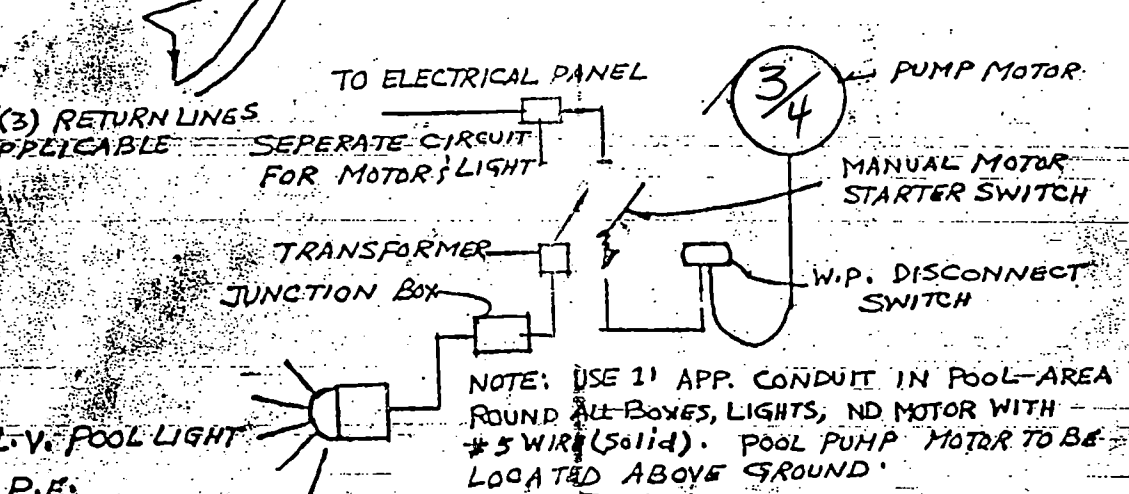 TO ELECTRICAL PANEL
3/4
PUMP MOTOR
(3) RETURN LINES
PPLICABLE
SEPERATE CIRCUIT
FOR MOTOR & LIGHT
MANUAL MOTOR
STARTER SWITCH
TRANSFORMER
JUNCTION BOX
W.P. DISCONNECT
SWITCH
NOTE: USE 1' APP. CONDUIT IN POOL-AREA
ROUND ALL BOXES, LIGHTS, ND MOTOR WITH
#5 WIRE (Solid). POOL PUMP MOTOR TO BE
LOCATED ABOVE GROUND.
L.V. POOL LIGHT
P.E.